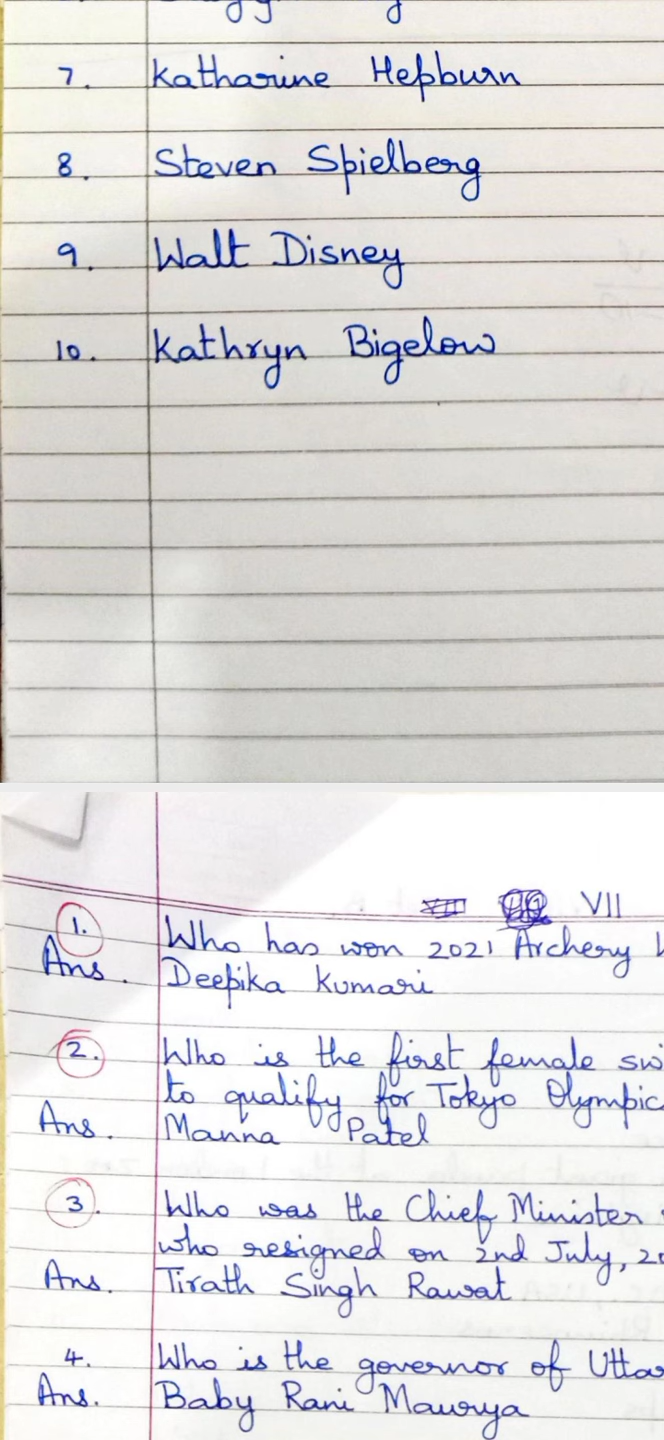 7. Katharine Hepburn
8. Steven Spielberg
9. Walt Disney
10. Kathryn Bigelow
VII
1. Who has won 2021 Archery
Ans. Deepika Kumari
2. Who is the first female
to qualify for Tokyo Olympic
Ans. Manna Patel
3. Who was the Chief Minister
who resigned on 2nd July,
Ans. Tirath Singh Rawat
4. Who is the governor of
Ans. Baby Rani Maurya